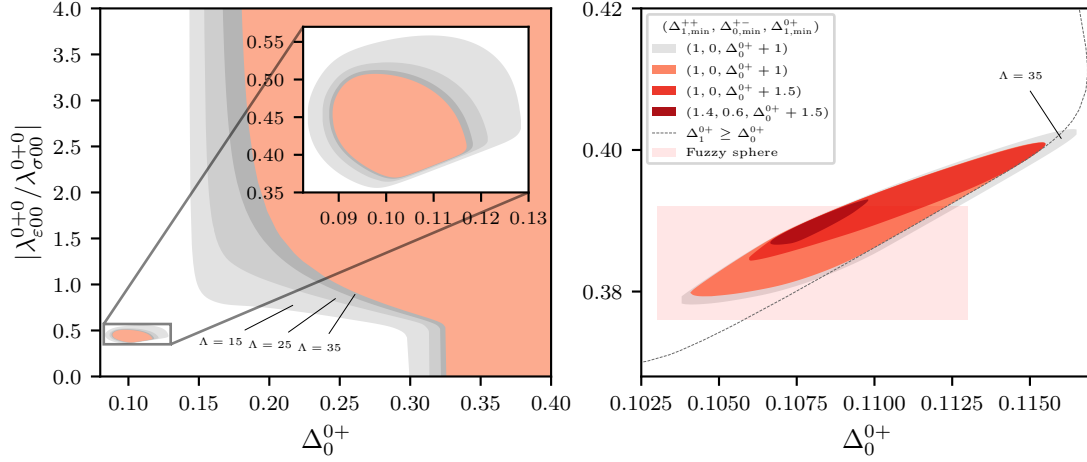 4.0
3.5
3.0
2.5
2.0
1.5
1.0
0.5
0.0
|λ^{0+0}_{ε00}/λ^{0+0}_{σ00}|
0.10
0.15
0.20
0.25
0.30
0.35
0.40
Δ^{0+}_0
0.55
0.50
0.45
0.40
0.35
0.09
0.10
0.11
0.12
0.13
Λ = 15
Λ = 25
Λ = 35
0.42
0.40
0.38
0.1025
0.1050
0.1075
0.1100
0.1125
0.1150
Δ^{0+}_0
(Δ^{++}_{1,min}, Δ^{+-}_{0,min}, Δ^{0+}_{1,min})
(1, 0, Δ^{0+}_0 + 1)
(1, 0, Δ^{0+}_0 + 1)
(1, 0, Δ^{0+}_0 + 1.5)
(1.4, 0.6, Δ^{0+}_0 + 1.5)
Δ^{0+}_1 ≥ Δ^{0+}_0
Fuzzy sphere
Λ = 35